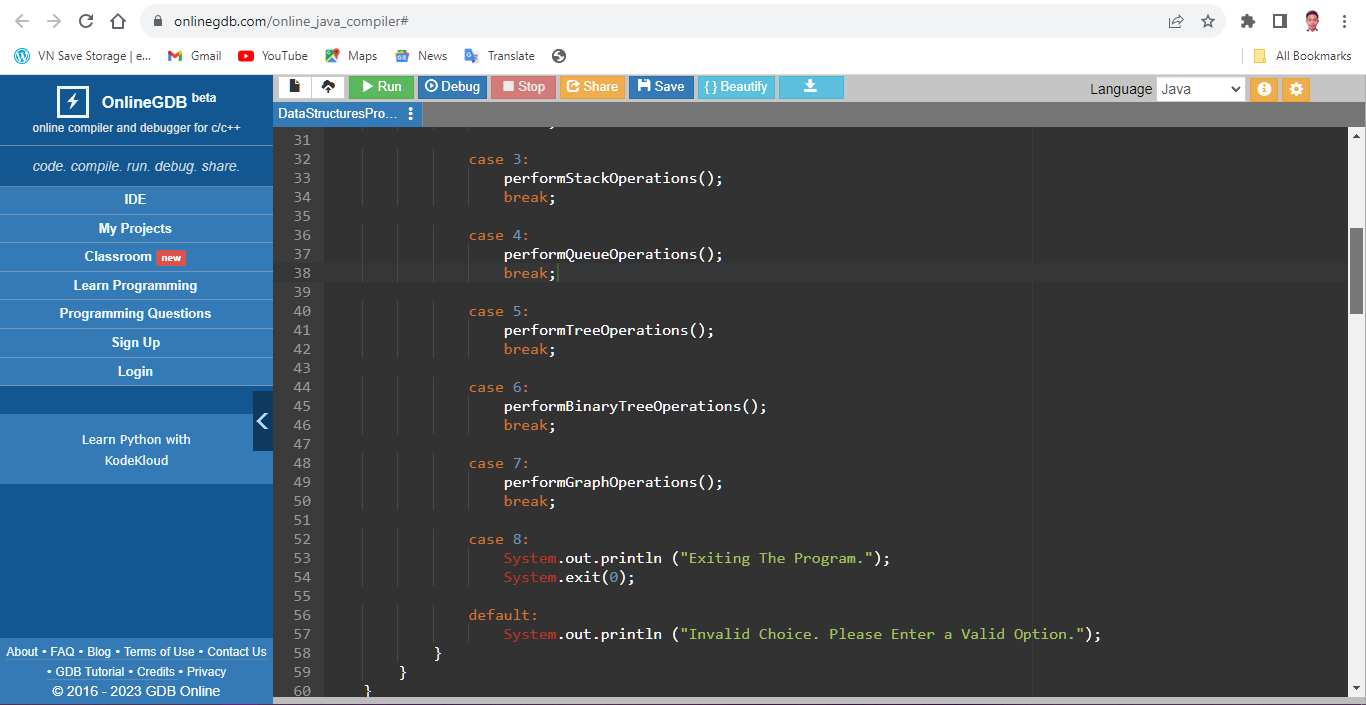 onlinegdb.com/online_java_compiler#
VN Save Storage | e... Gmail YouTube Maps News Translate All Bookmarks
OnlineGDB beta
online compiler and debugger for c/c++
code. compile. run. debug. share.
IDE
My Projects
Classroom new
Learn Programming
Programming Questions
Sign Up
Login
Learn Python with
KodeKloud
About • FAQ • Blog • Terms of Use • Contact Us
• GDB Tutorial • Credits • Privacy
© 2016 - 2023 GDB Online
Run Debug Stop Share Save { } Beautify Language Java
DataStructuresPro...
31
32 case 3:
33 performStackOperations();
34 break;
35
36 case 4:
37 performQueueOperations();
38 break;
39
40 case 5:
41 performTreeOperations();
42 break;
43
44 case 6:
45 performBinaryTreeOperations();
46 break;
47
48 case 7:
49 performGraphOperations();
50 break;
51
52 case 8:
53 System.out.println ("Exiting The Program.");
54 System.exit(0);
55
56 default:
57 System.out.println ("Invalid Choice. Please Enter a Valid Option.");
58 }
59 }
60 }